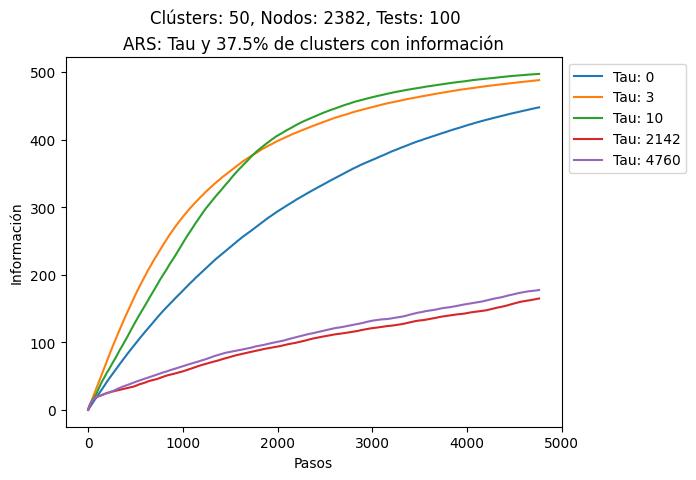 Clústers: 50, Nodos: 2382, Tests: 100
ARS: Tau y 37.5% de clusters con información
500
400
300
200
100
0
Información
0 1000 2000 3000 4000 5000
Pasos
Tau: 0
Tau: 3
Tau: 10
Tau: 2142
Tau: 4760